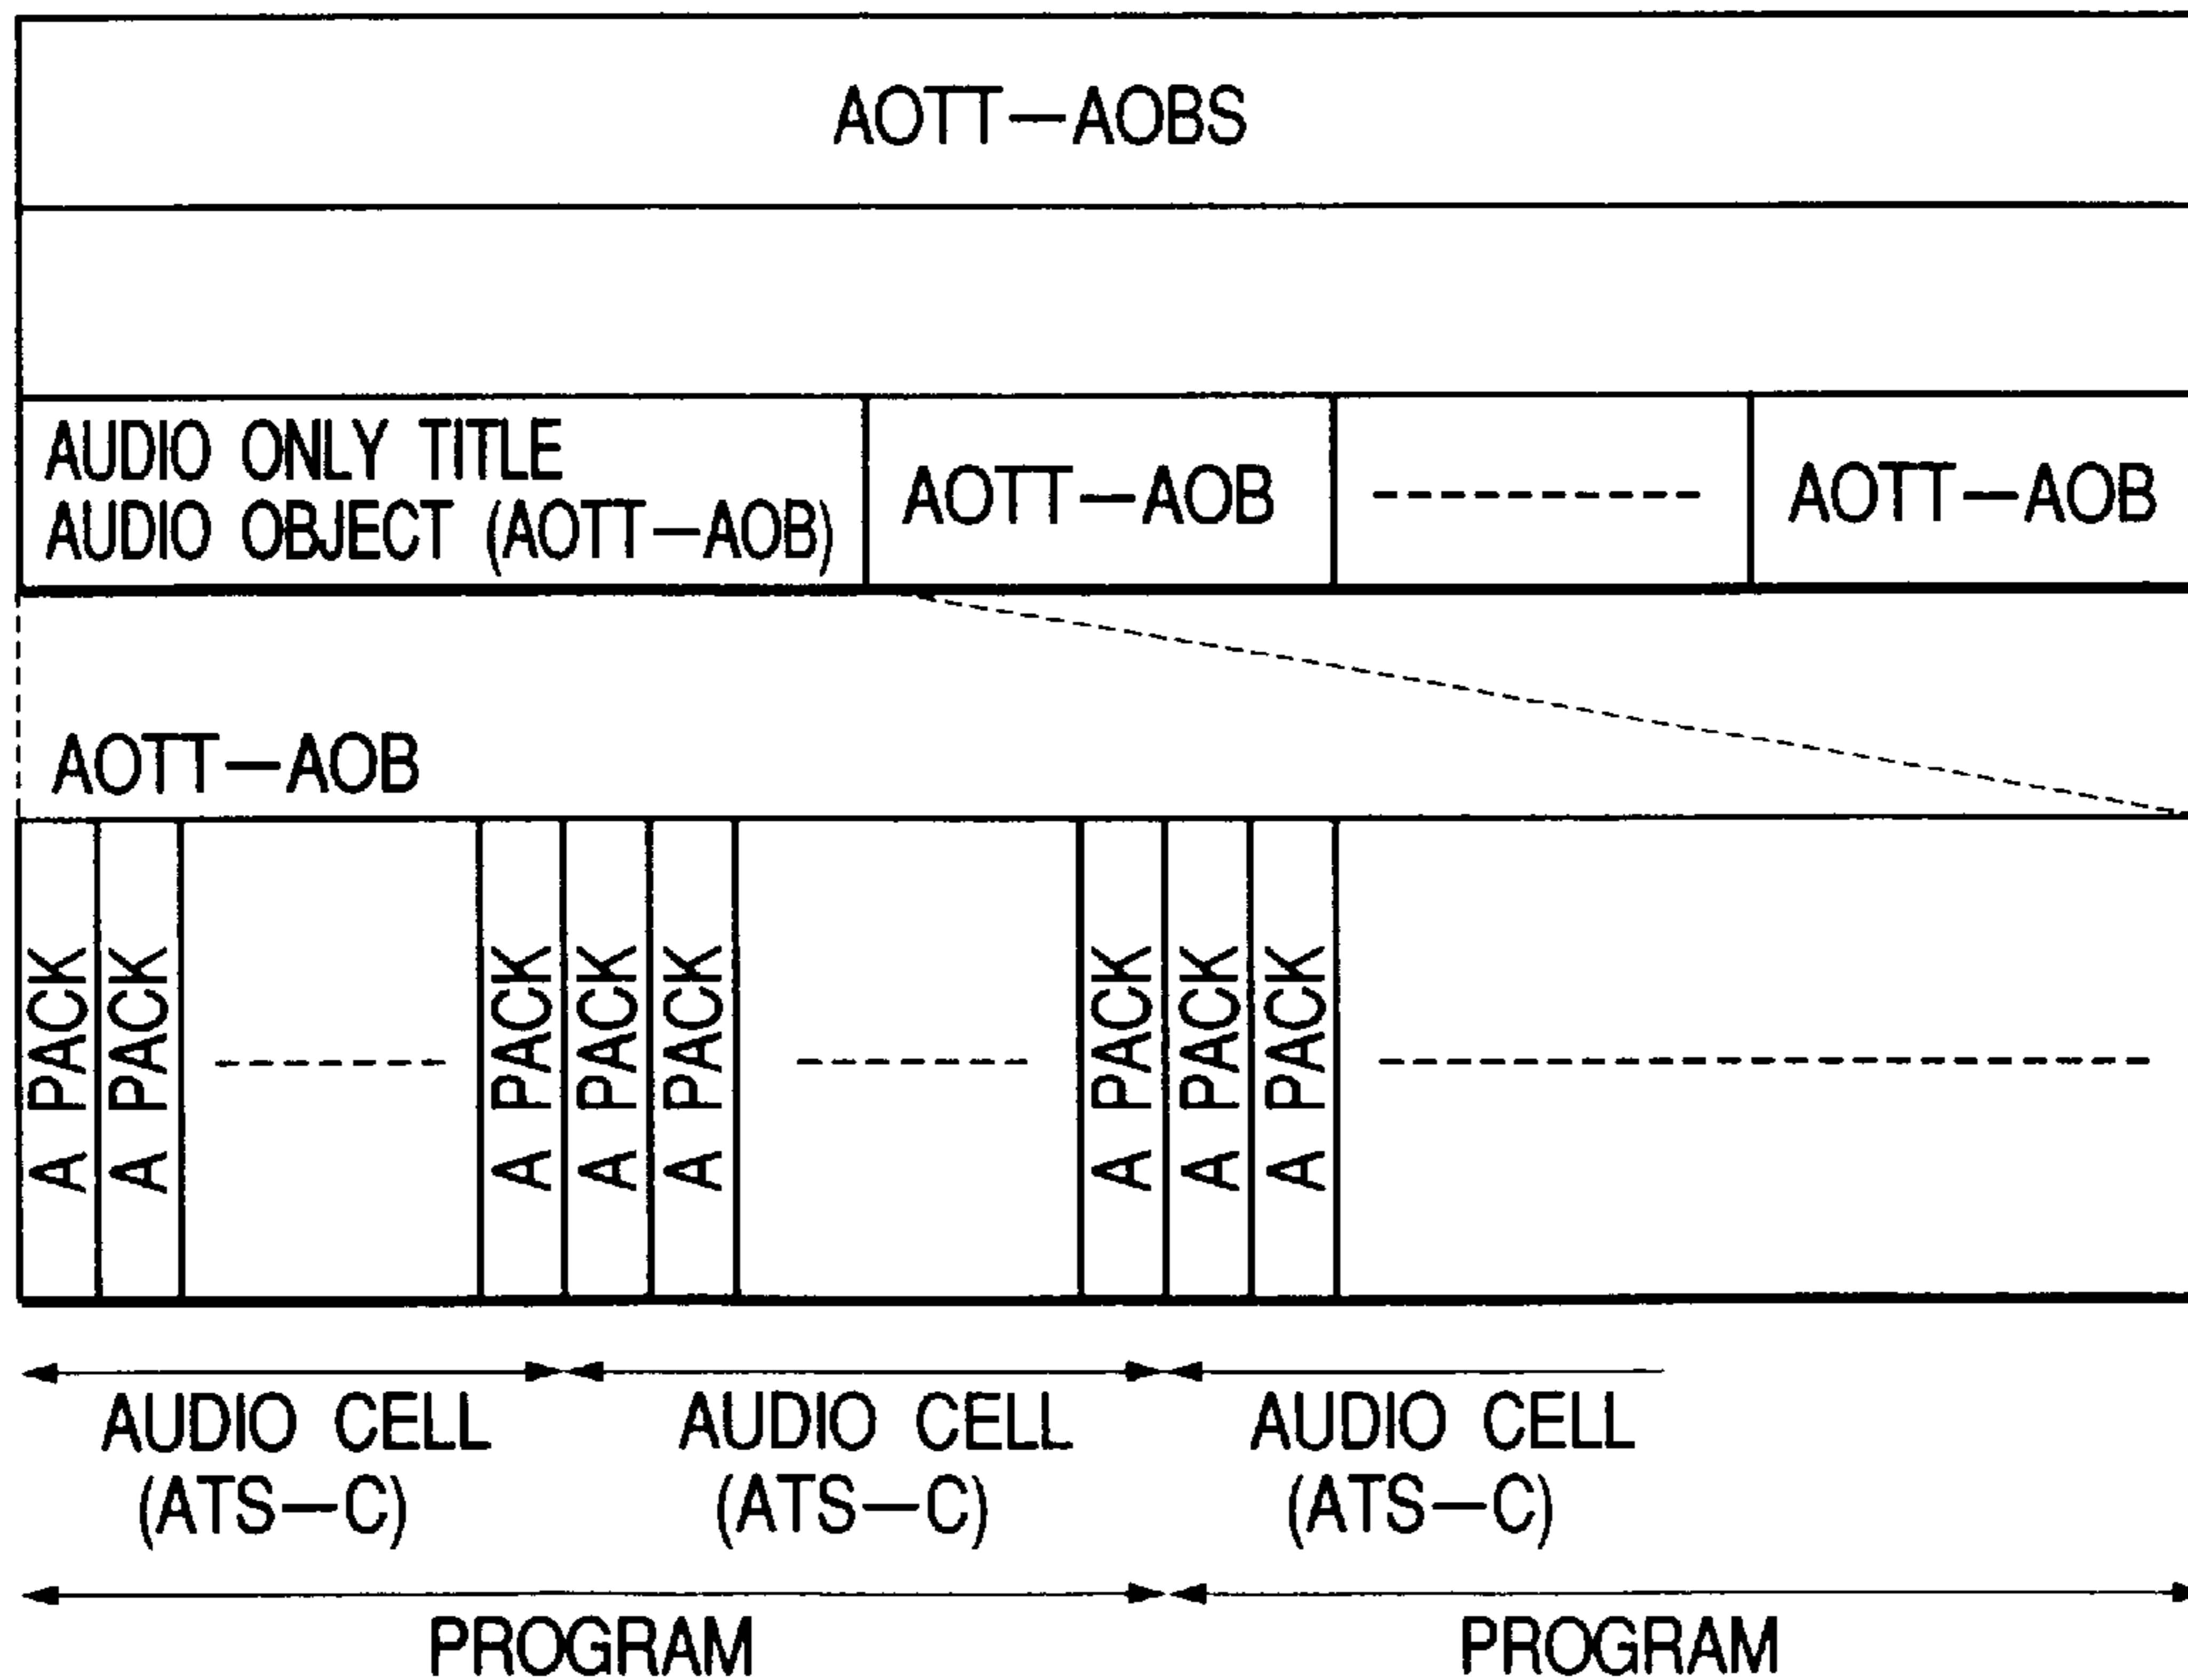 AOTT—AOBS
AUDIO ONLY TITLE
AUDIO OBJECT (AOTT—AOB)
AOTT—AOB
AOTT—AOB
AOTT—AOB
A PACK
A PACK
A PACK
A PACK
A PACK
A PACK
A PACK
A PACK
AUDIO CELL
(ATS—C)
AUDIO CELL
(ATS—C)
AUDIO CELL
(ATS—C)
PROGRAM
PROGRAM